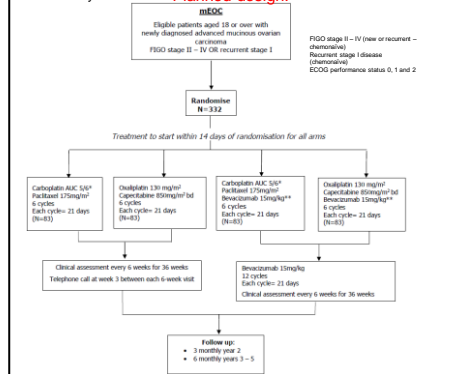 Planned design:
mEOC
Eligible patients aged 18 or over with
newly diagnosed advanced mucinous ovarian
carcinoma
FIGO stage II – IV OR recurrent stage I
FIGO stage II – IV (new or recurrent –
chemonaïve)
Recurrent stage I disease
(chemonaïve)
ECOG performance status 0, 1 and 2
Randomise
N=332
Treatment to start within 14 days of randomisation for all arms
Carboplatin AUC 5/6*
Paclitaxel 175mg/m²
6 cycles
Each cycle= 21 days
(N=83)
Oxaliplatin 130 mg/m²
Capecitabine 850mg/m² bd
6 cycles
Each cycle= 21 days
(N=83)
Carboplatin AUC 5/6*
Paclitaxel 175mg/m²
Bevacizumab 15mg/kg**
6 cycles
Each cycle= 21 days
(N=83)
Oxaliplatin 130 mg/m²
Capecitabine 850mg/m² bd
Bevacizumab 15mg/kg**
6 cycles
Each cycle= 21 days
(N=83)
Clinical assessment every 6 weeks for 36 weeks
Telephone call at week 3 between each 6-week visit
Bevacizumab 15mg/kg
12 cycles
Each cycle= 21 days
Clinical assessment every 6 weeks for 36 weeks
Follow up:
• 3 monthly year 2
• 6 monthly years 3 – 5